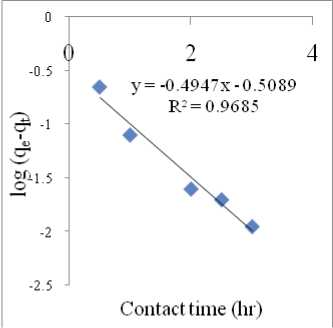 0
0
2
4
-0.5
y = -0.4947x - 0.5089
R² = 0.9685
-1
-1.5
-2
-2.5
log (qe-qt)
Contact time (hr)